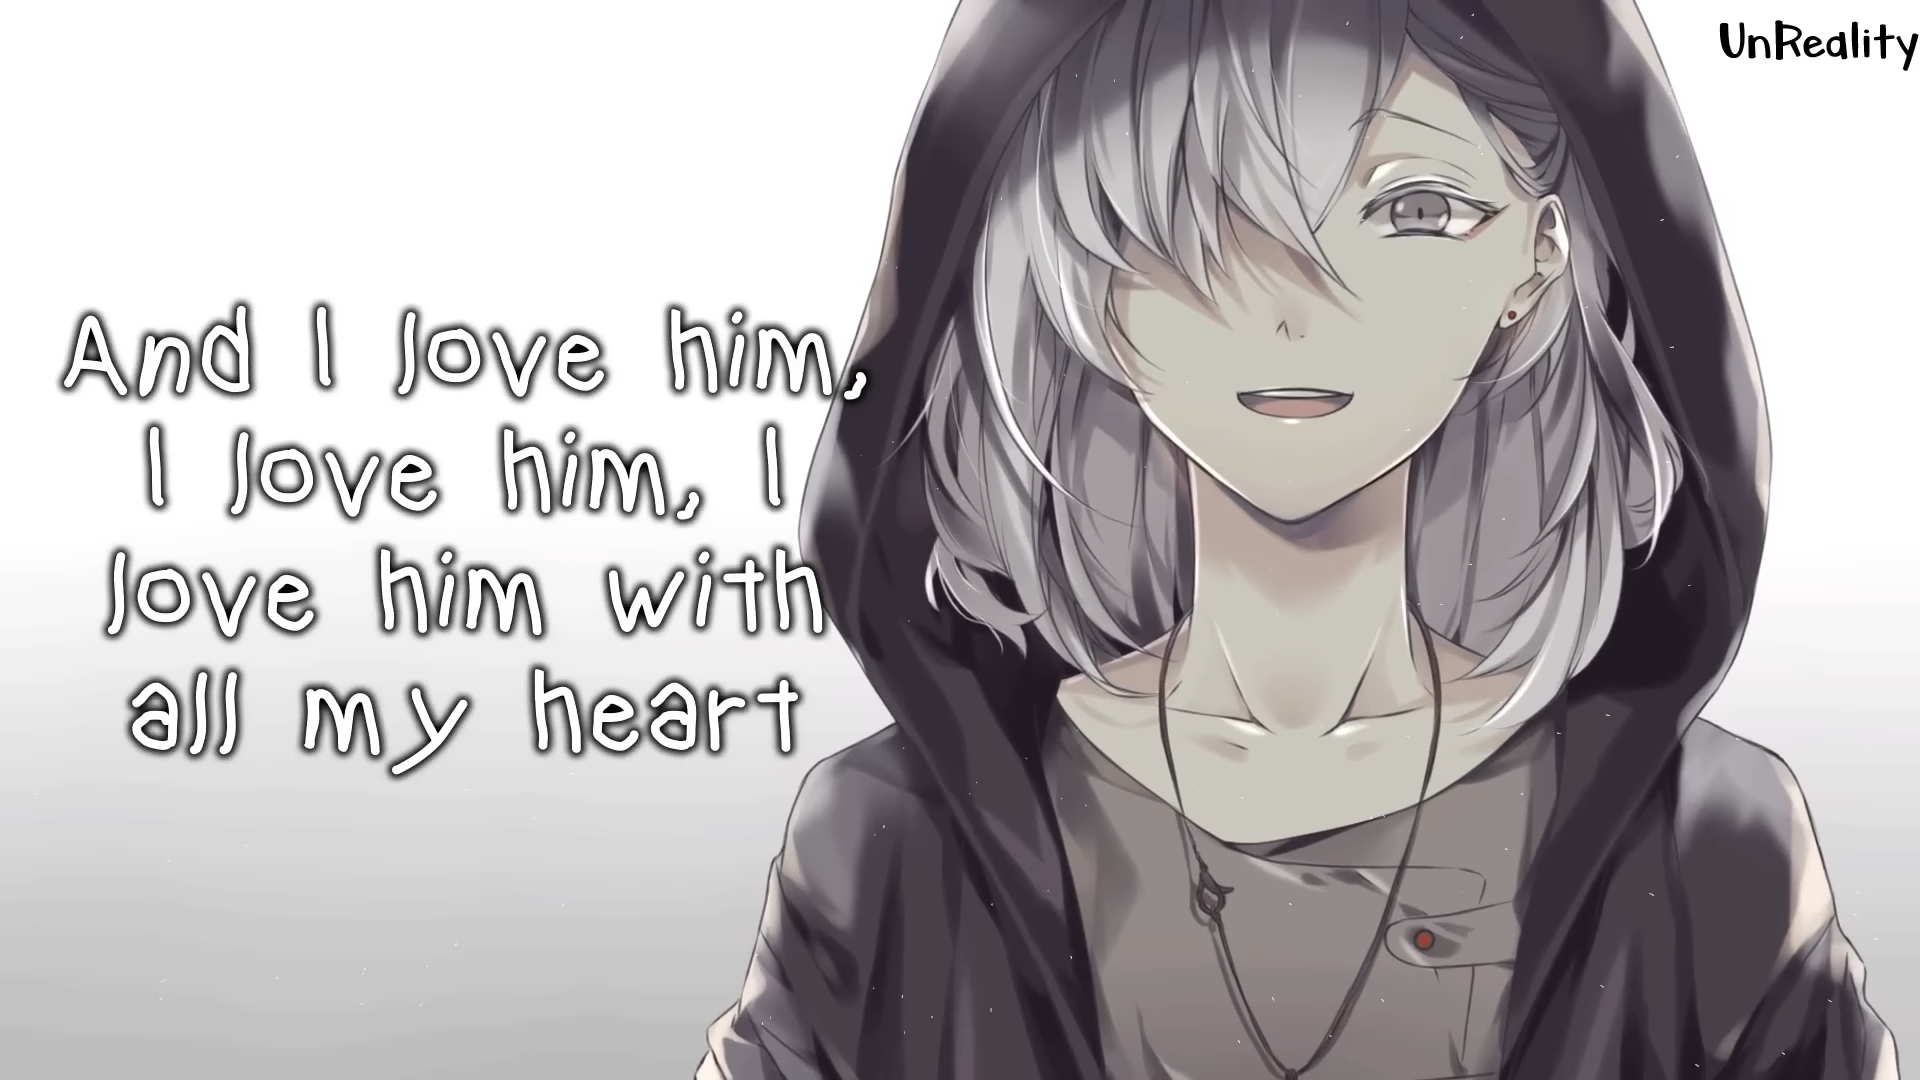 UnReality
And I love him,
I love him, I
love him with
all my heart